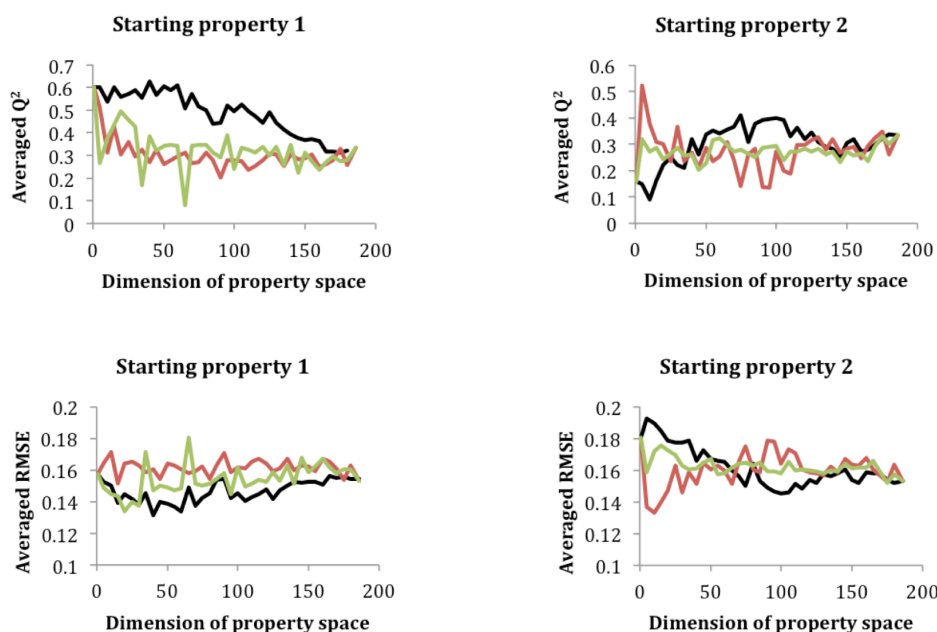 Starting property 1
Averaged Q²
0.7
0.6
0.5
0.4
0.3
0.2
0.1
0
0 50 100 150 200
Dimension of property space
Starting property 2
Averaged Q²
0.6
0.5
0.4
0.3
0.2
0.1
0
0 50 100 150 200
Dimension of property space
Starting property 1
Averaged RMSE
0.2
0.18
0.16
0.14
0.12
0.1
0 50 100 150 200
Dimension of property space
Starting property 2
Averaged RMSE
0.2
0.18
0.16
0.14
0.12
0.1
0 50 100 150 200
Dimension of property space